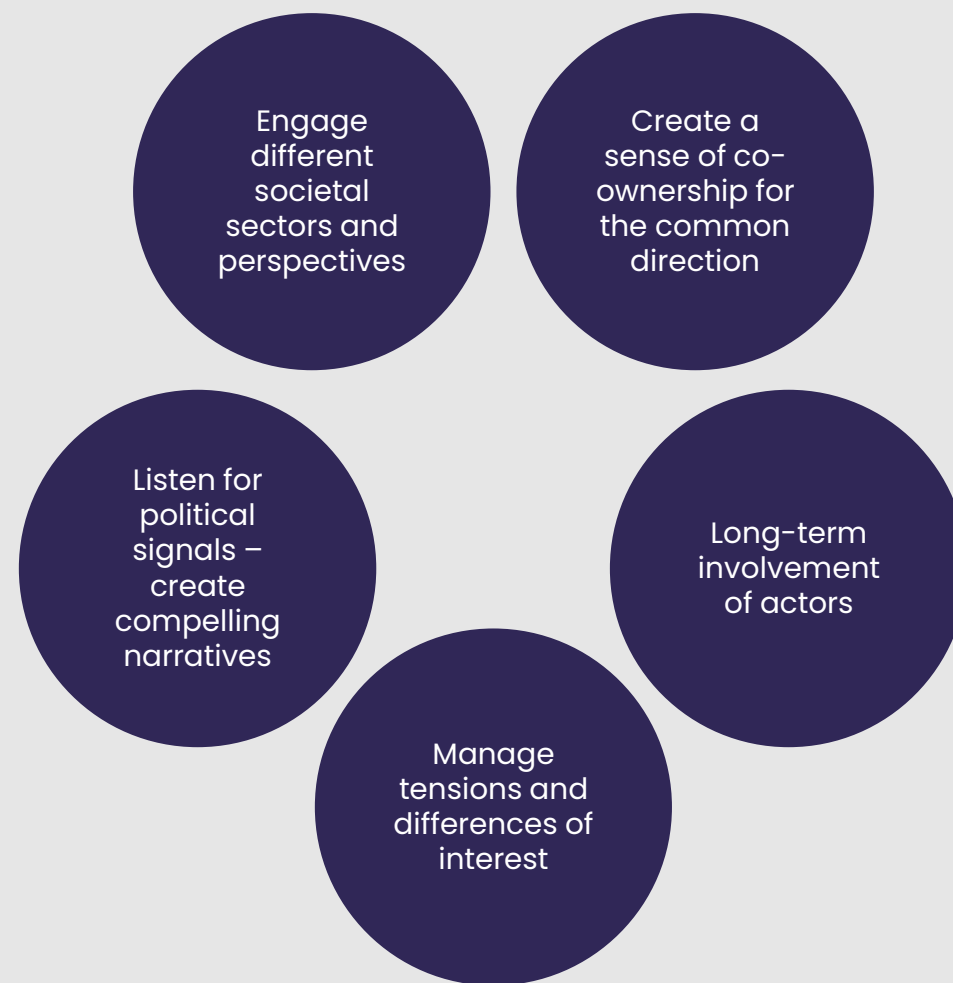 Engage
different
societal
sectors and
perspectives
Create a
sense of co-
ownership for
the common
direction
Listen for
political
signals –
create
compelling
narratives
Long-term
involvement
of actors
Manage
tensions and
differences of
interest